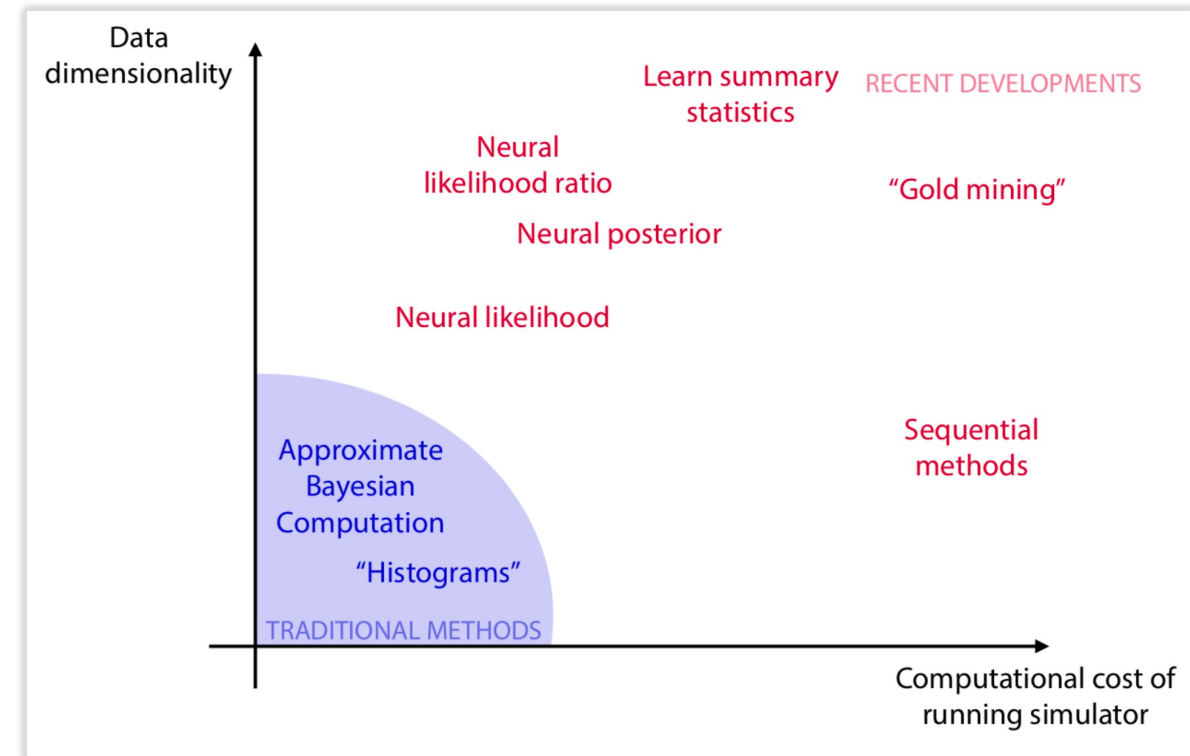 Data
dimensionality
Learn summary
statistics
RECENT DEVELOPMENTS
Neural
likelihood ratio
“Gold mining”
Neural posterior
Neural likelihood
Sequential
methods
Approximate
Bayesian
Computation
“Histograms”
TRADITIONAL METHODS
Computational cost of
running simulator